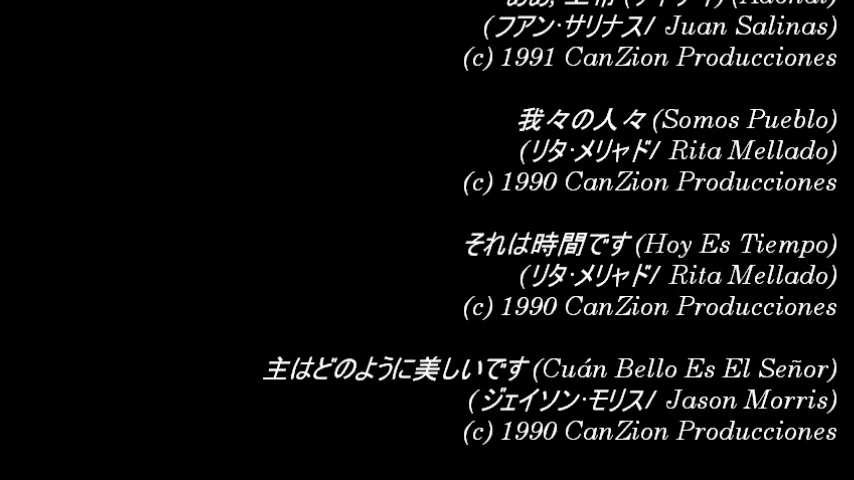 (フアン·サリナス/ Juan Salinas)
(c) 1991 CanZion Producciones
我々の人々 (Somos Pueblo)
(リタ·メリャド/ Rita Mellado)
(c) 1990 CanZion Producciones
それは時間です (Hoy Es Tiempo)
(リタ·メリャド/ Rita Mellado)
(c) 1990 CanZion Producciones
主はどのように美しいです (Cuán Bello Es El Señor)
(ジェイソン·モリス/ Jason Morris)
(c) 1990 CanZion Producciones